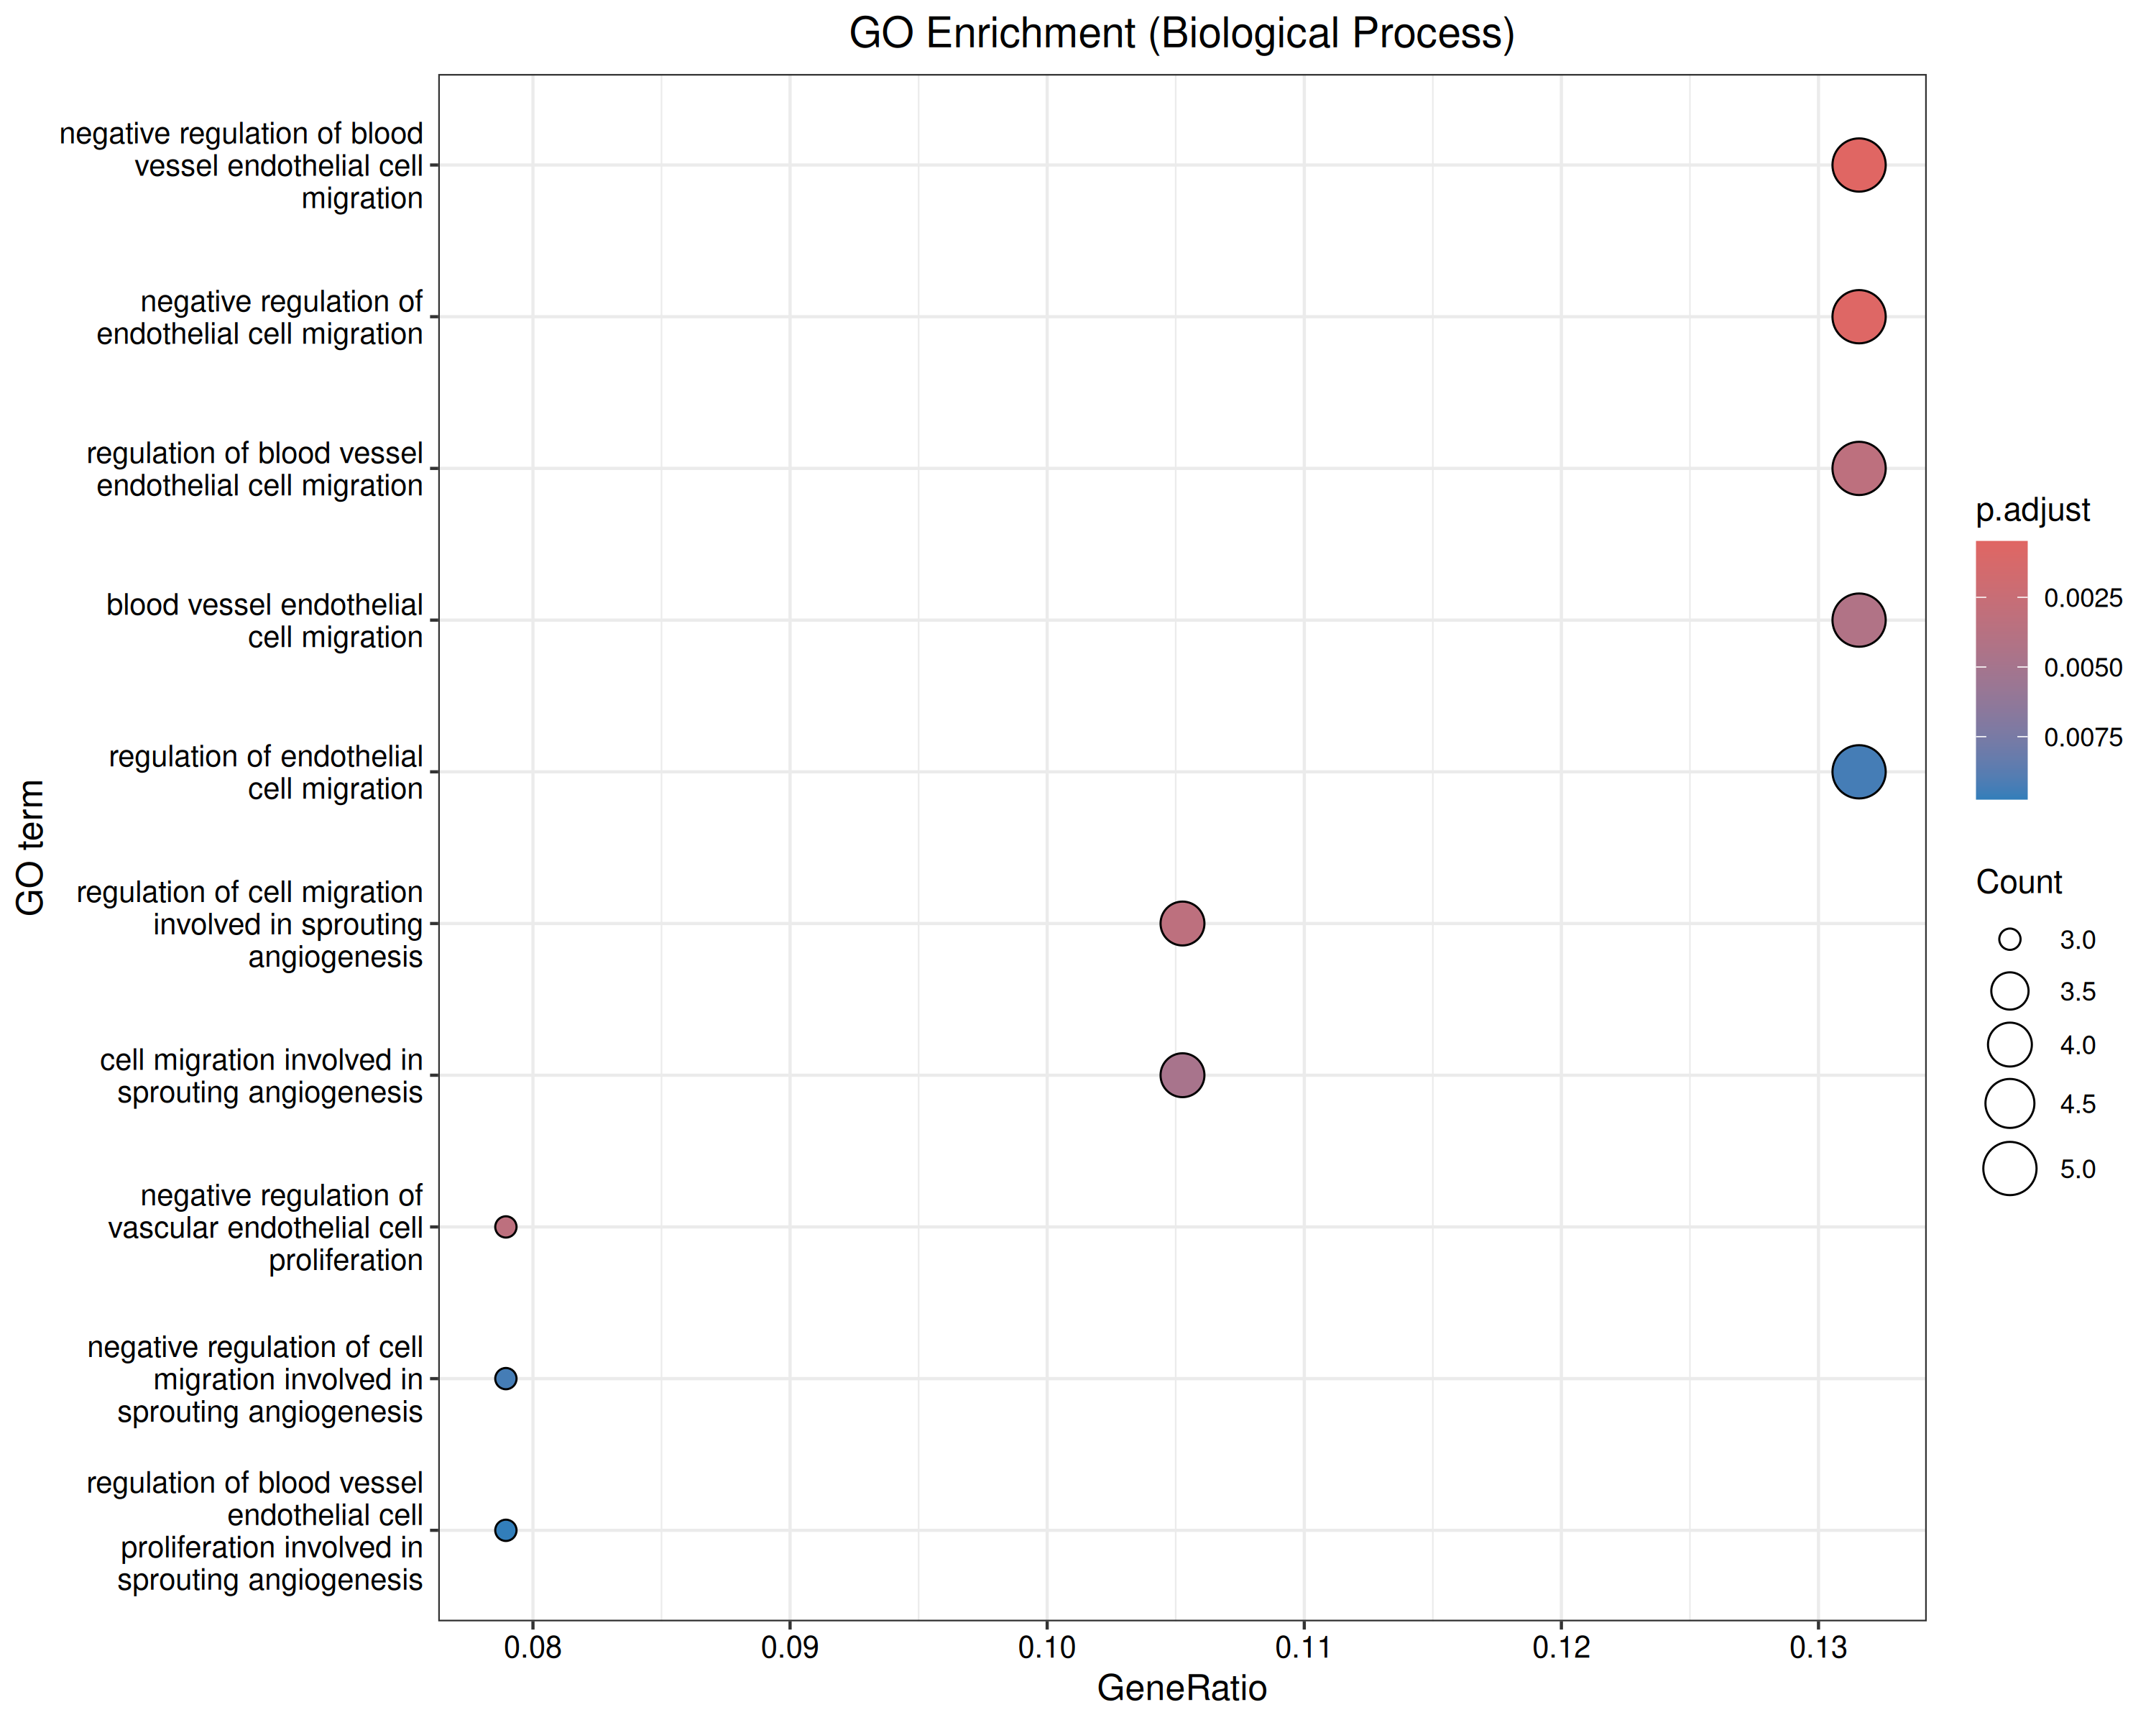 GO Enrichment (Biological Process)
negative regulation of blood
vessel endothelial cell
migration
negative regulation of
endothelial cell migration
regulation of blood vessel
endothelial cell migration
blood vessel endothelial
cell migration
regulation of endothelial
cell migration
regulation of cell migration
involved in sprouting
angiogenesis
cell migration involved in
sprouting angiogenesis
negative regulation of
vascular endothelial cell
proliferation
negative regulation of cell
migration involved in
sprouting angiogenesis
regulation of blood vessel
endothelial cell
proliferation involved in
sprouting angiogenesis
GO term
0.08 0.09 0.10 0.11 0.12 0.13
GeneRatio
p.adjust
0.0025
0.0050
0.0075
Count
3.0
3.5
4.0
4.5
5.0